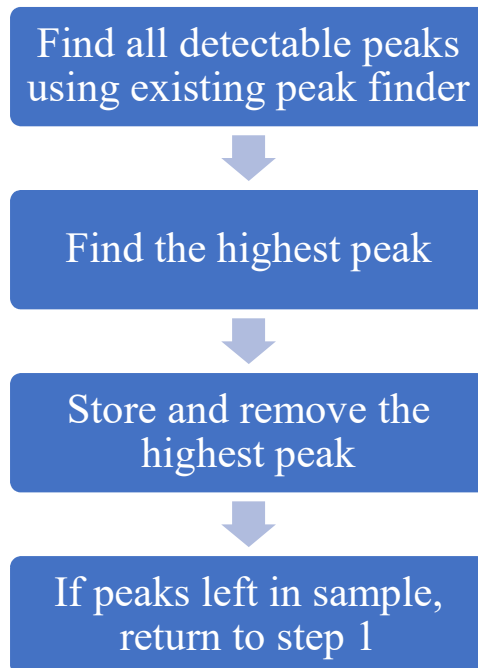 Find all detectable peaks
using existing peak finder
Find the highest peak
Store and remove the
highest peak
If peaks left in sample,
return to step 1